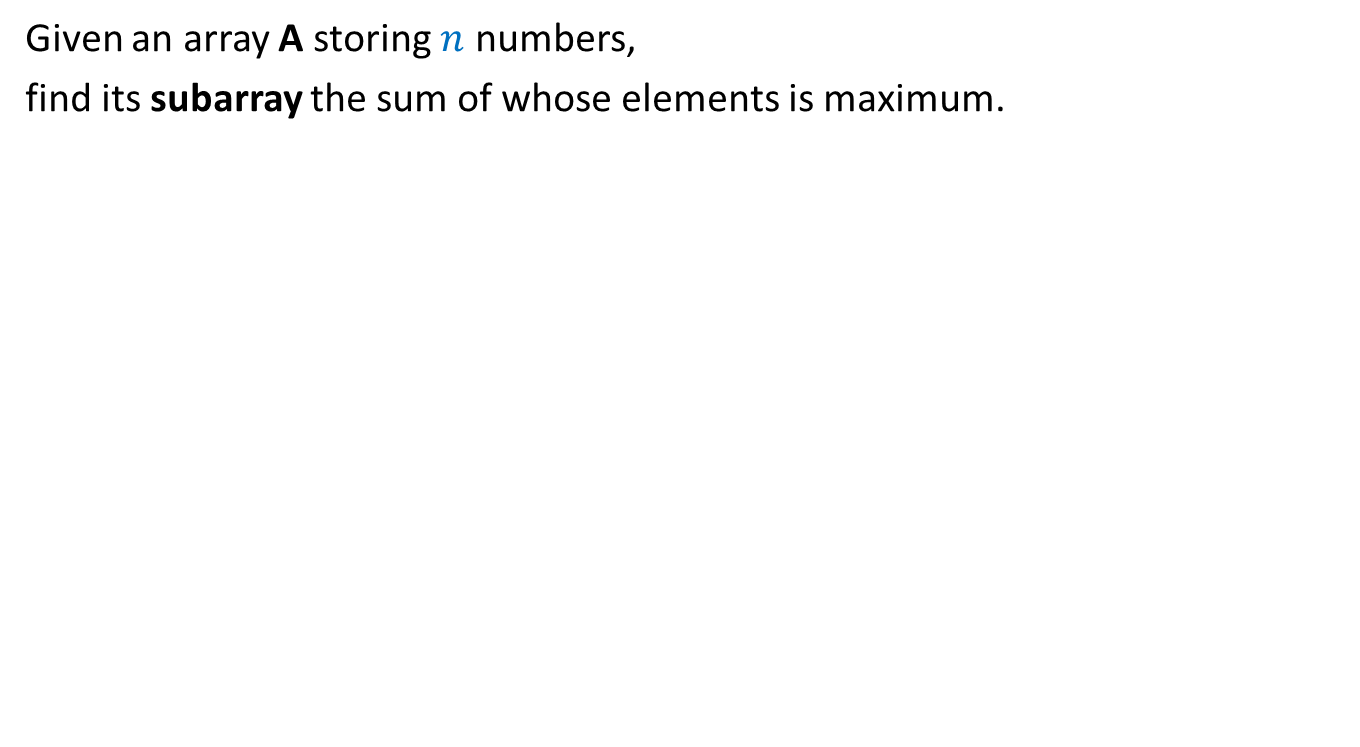 Given an array A storing n numbers,
find its subarray the sum of whose elements is maximum.